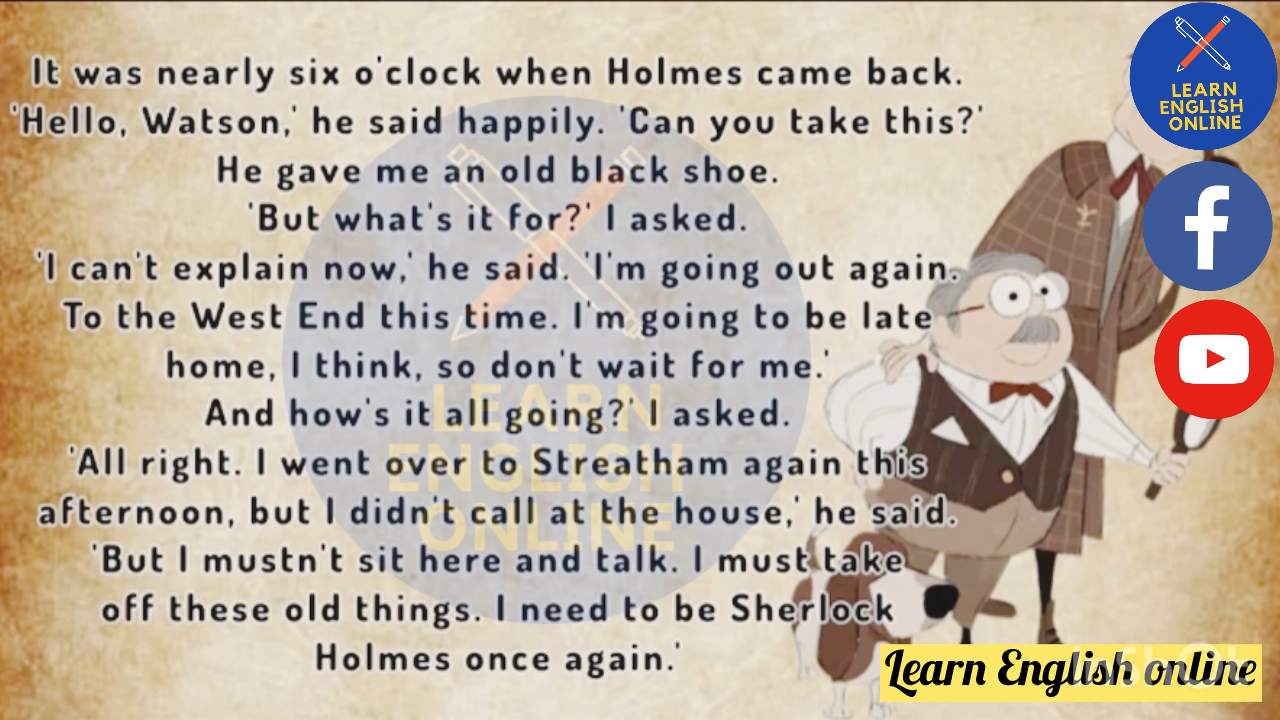 It was nearly six o'clock when Holmes came back.
'Hello, Watson,' he said happily. 'Can you take this?'
He gave me an old black shoe.
'But what's it for?' I asked.
'I can't explain now,' he said. 'I'm going out again.
To the West End this time. I'm going to be late
home, I think, so don't wait for me.'
And how's it all going?' I asked.
'All right. I went over to Streatham again this
afternoon, but I didn't call at the house,' he said.
'But I mustn't sit here and talk. I must take
off these old things. I need to be Sherlock
Holmes once again.'
LEARN
ENGLISH
ONLINE
LEARN
ENGLISH
ONLINE
f
Learn English online